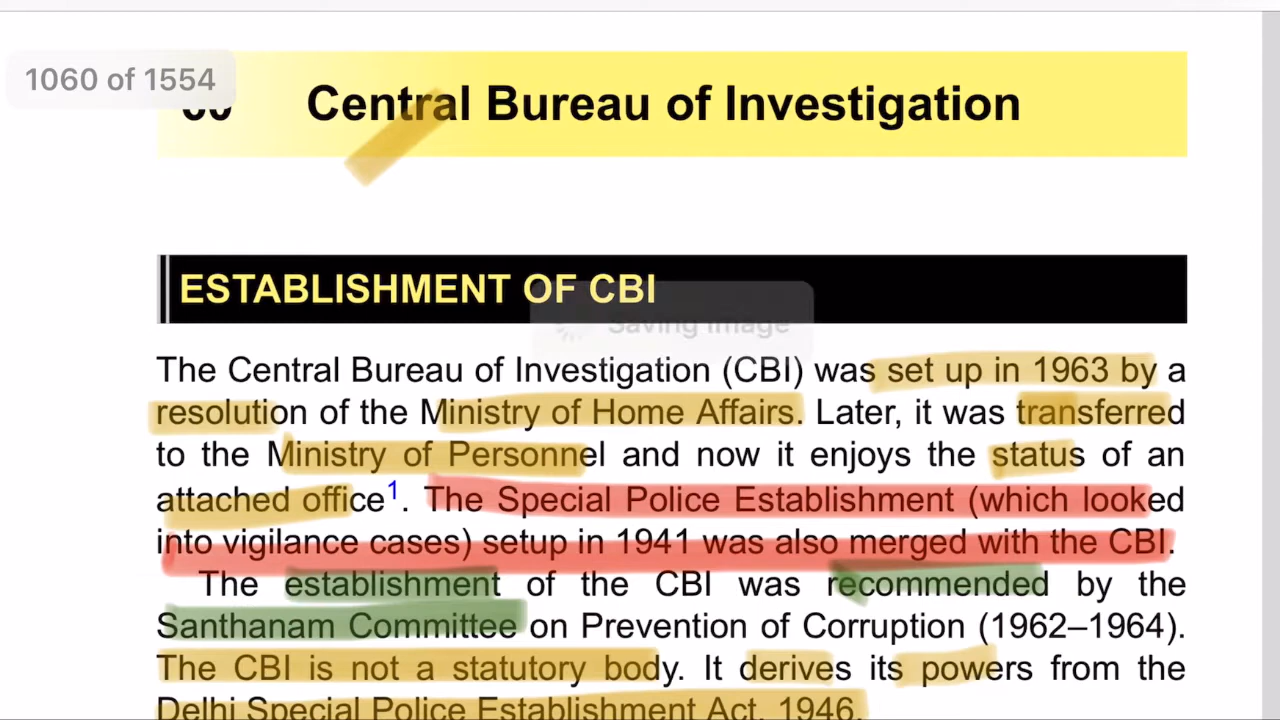 1060 of 1554
Central Bureau of Investigation
ESTABLISHMENT OF CBI
Saving image
The Central Bureau of Investigation (CBI) was set up in 1963 by a
resolution of the Ministry of Home Affairs. Later, it was transferred
to the Ministry of Personnel and now it enjoys the status of an
attached office1. The Special Police Establishment (which looked
into vigilance cases) setup in 1941 was also merged with the CBI.
The establishment of the CBI was recommended by the
Santhanam Committee on Prevention of Corruption (1962–1964).
The CBI is not a statutory body. It derives its powers from the
Delhi Special Police Establishment Act, 1946.